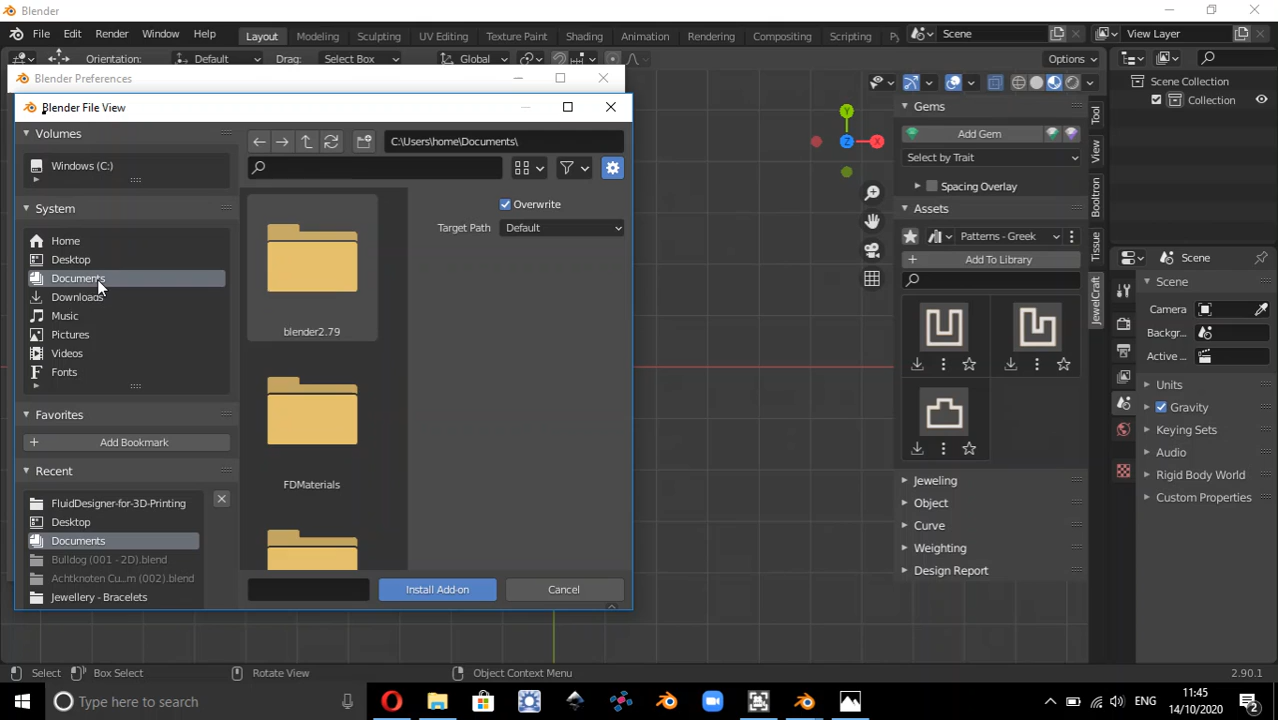 Blender
File Edit Render Window Help Layout Modeling Sculpting UV Editing Texture Paint Shading Animation Rendering Compositing Scripting Scene View Layer
Orientation: Default Drag: Select Box Global Options
Blender Preferences
Blender File View
Volumes
Windows (C:)
System
Home
Desktop
Documents
Downloads
Music
Pictures
Videos
Fonts
Favorites
Add Bookmark
Recent
FluidDesigner-for-3D-Printing
Desktop
Documents
Bulldog (001 - 2D).blend
Achtknoten Cu...m (002).blend
Jewellery - Bracelets
C:\Users\home\Documents\
blender2.79
FDMaterials
Overwrite
Target Path Default
Install Add-on Cancel
Y
Z X
Gems
Add Gem
Select by Trait
Spacing Overlay
Assets
Patterns - Greek
Add To Library
Jeweling
Object
Curve
Weighting
Design Report
Tool
View
Booltron
Tissue
JewelCraft
Scene Collection
Collection
Scene
Scene
Camera
Backgr...
Active ...
Units
Gravity
Keying Sets
Audio
Rigid Body World
Custom Properties
Select Box Select Rotate View Object Context Menu 2.90.1
Type here to search
ENG
11:45
14/10/2020
2